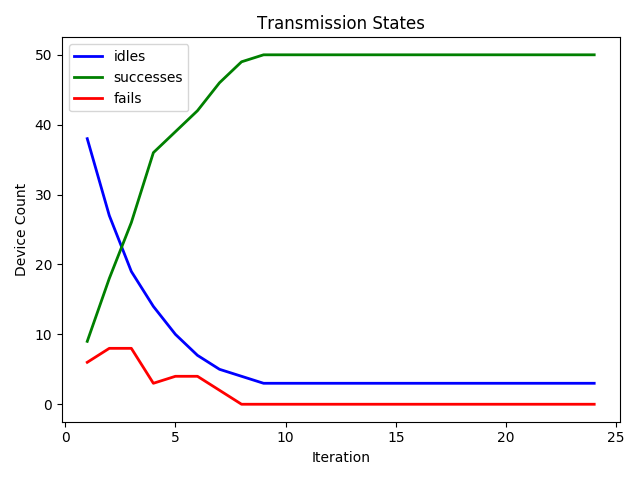 Transmission States
idles
successes
fails
Device Count
50
40
30
20
10
0
0 5 10 15 20 25
Iteration